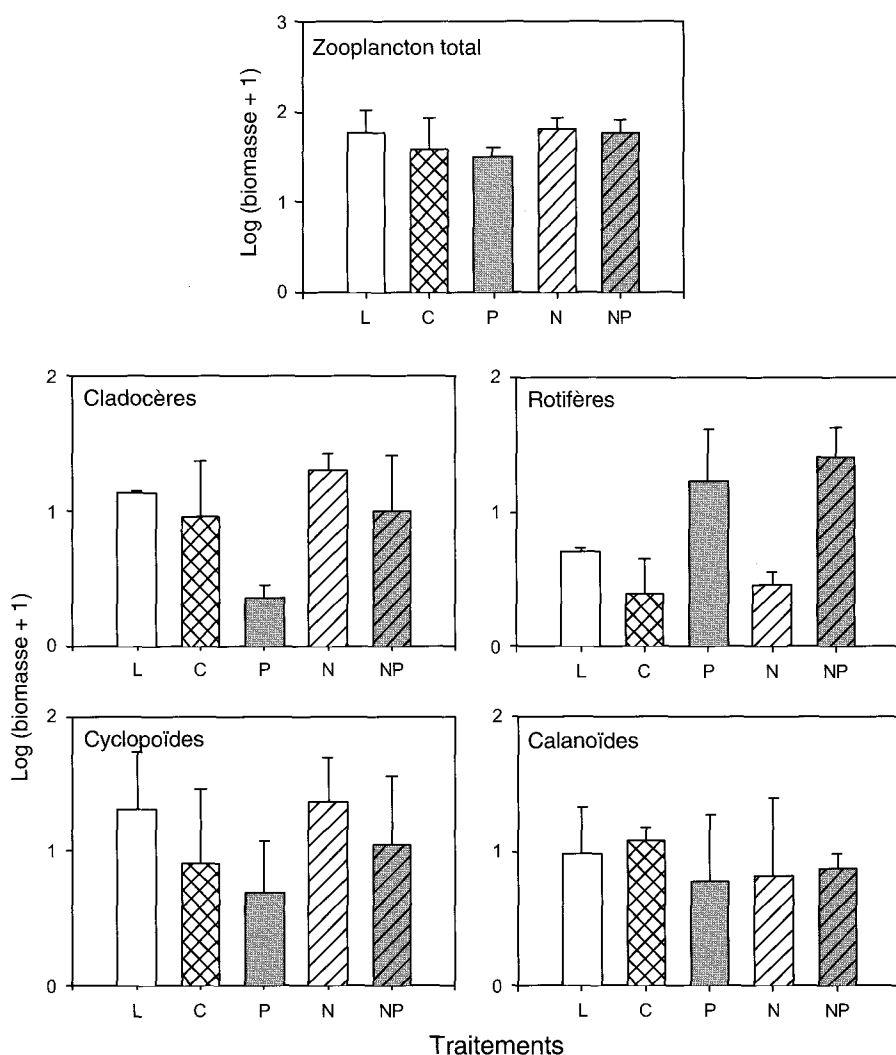 Zooplancton total
Log (biomasse + 1)
3
2
1
0
L C P N NP
Cladocères
2
1
0
L C P N NP
Rotifères
2
1
0
L C P N NP
Log (biomasse + 1)
Cyclopoïdes
2
1
0
L C P N NP
Calanoïdes
2
1
0
L C P N NP
Traitements